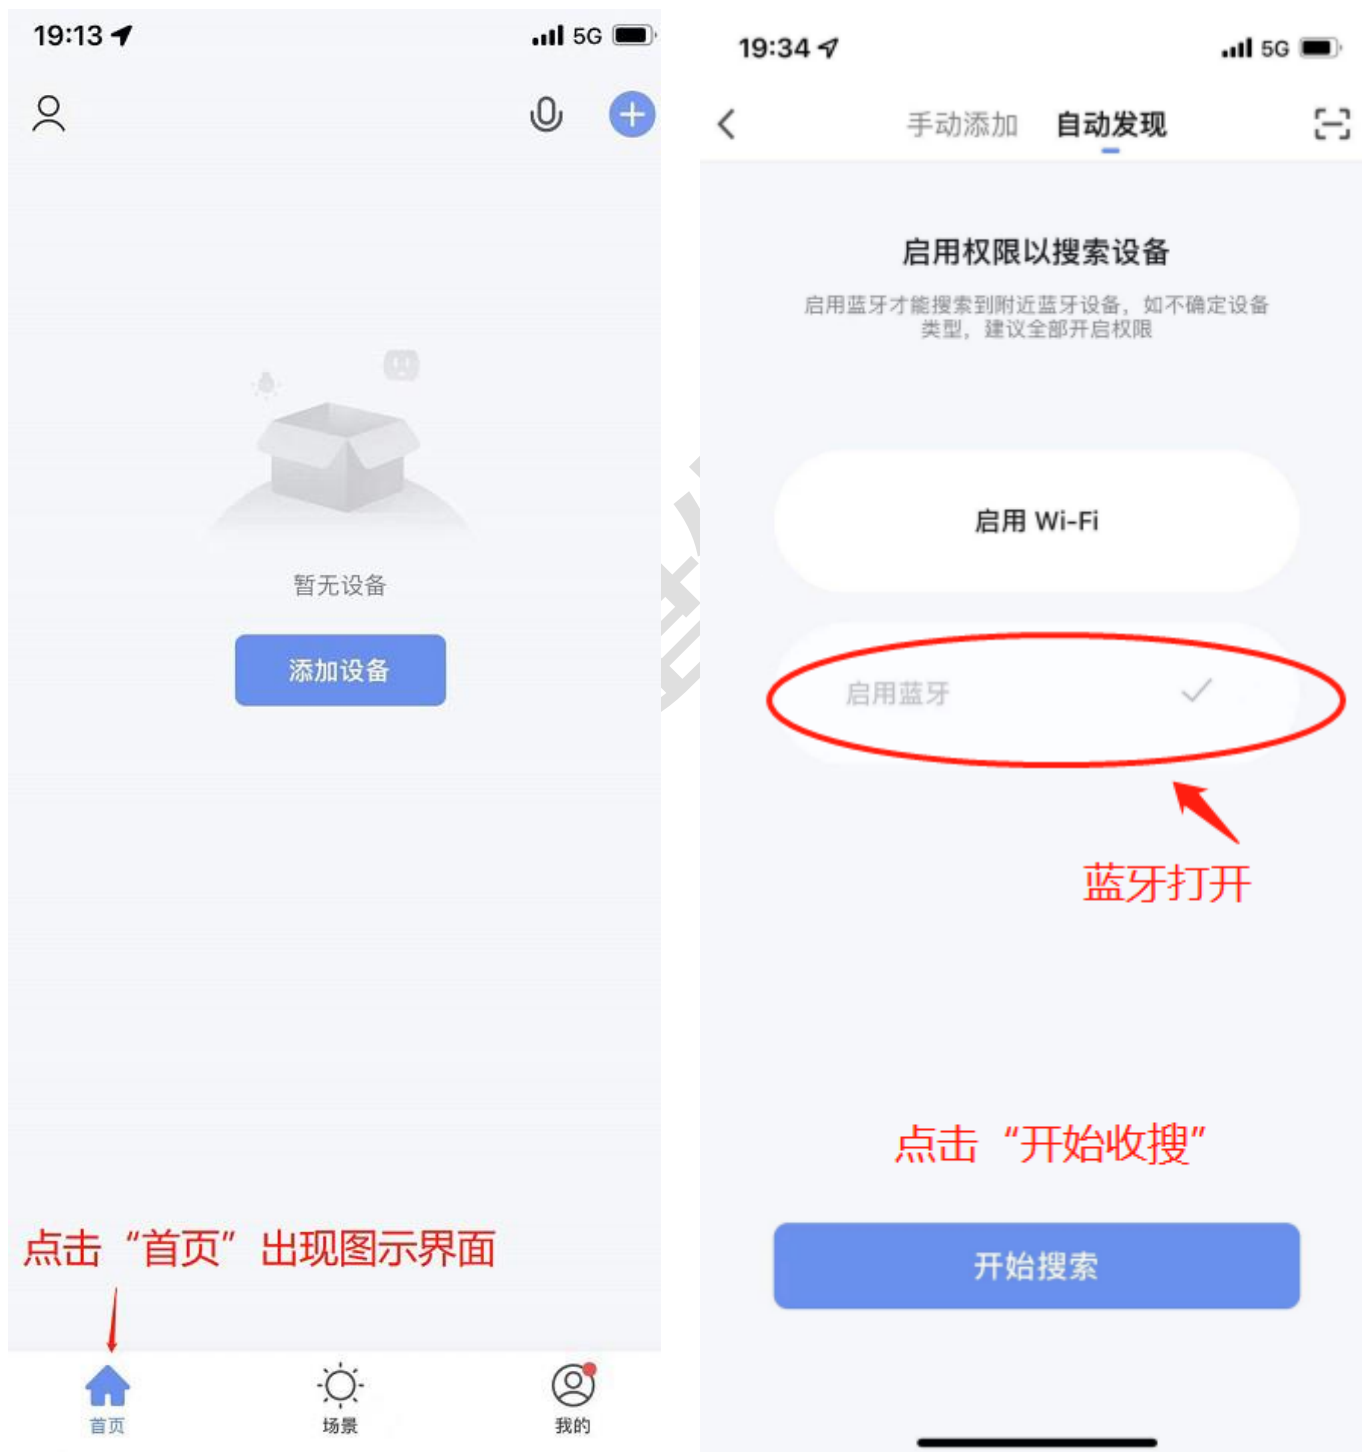 19:13
5G
暂无设备
添加设备
点击“首页”出现图示界面
首页
场景
我的
19:34
5G
手动添加 自动发现
启用权限以搜索设备
启用蓝牙才能搜索到附近蓝牙设备，如不确定设备
类型，建议全部开启权限
启用 Wi-Fi
启用蓝牙
蓝牙打开
点击“开始收搜”
开始搜索